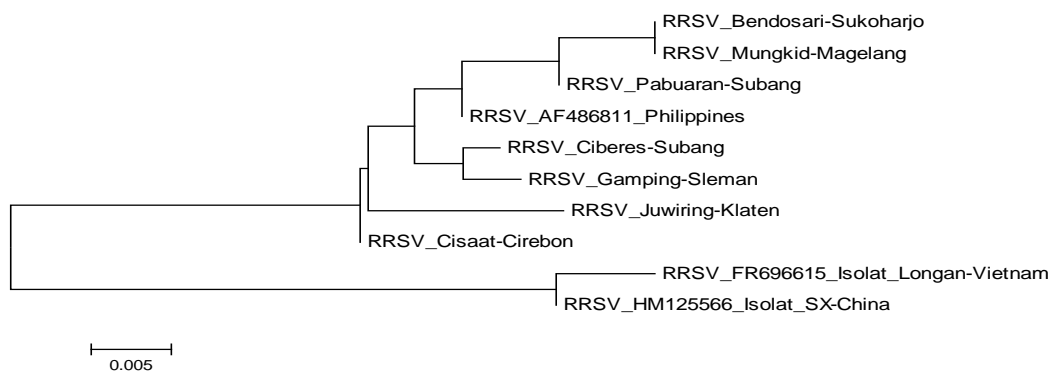 RRSV_Bendosari-Sukoharjo
RRSV_Mungkid-Magelang
RRSV_Pabuaran-Subang
RRSV_AF486811_Philippines
RRSV_Ciberes-Subang
RRSV_Gamping-Sleman
RRSV_Juwiring-Klaten
RRSV_Cisaat-Cirebon
RRSV_FR696615_Isolat_Longan-Vietnam
RRSV_HM125566_Isolat_SX-China
0.005